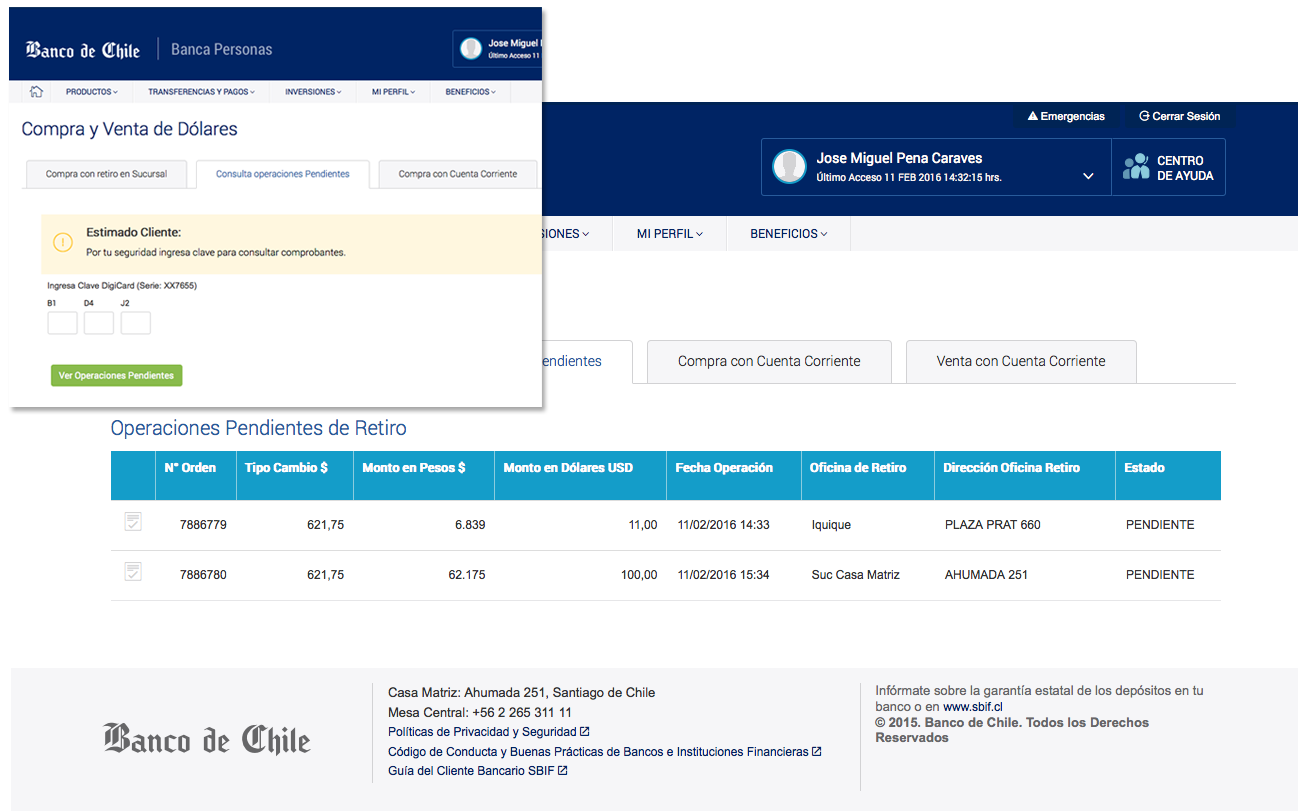 Banco de Chile
Banca Personas
Jose Miguel
Último Acceso 11
PRODUCTOS
TRANSFERENCIAS Y PAGOS
INVERSIONES
MI PERFIL
BENEFICIOS
Compra y Venta de Dólares
Compra con retiro en Sucursal
Consulta operaciones Pendientes
Compra con Cuenta Corriente
Estimado Cliente:
Por tu seguridad ingresa clave para consultar comprobantes.
Ingresa Clave DigiCard (Serie: XX7655)
B1 D4 J2
Ver Operaciones Pendientes
Emergencias
Cerrar Sesión
Jose Miguel Pena Caraves
Último Acceso 11 FEB 2016 14:32:15 hrs.
CENTRO
DE AYUDA
SIONES
MI PERFIL
BENEFICIOS
endientes
Compra con Cuenta Corriente
Venta con Cuenta Corriente
Operaciones Pendientes de Retiro
N° Orden Tipo Cambio $ Monto en Pesos $ Monto en Dólares USD Fecha Operación Oficina de Retiro Dirección Oficina Retiro Estado
7886779 621,75 6.839 11,00 11/02/2016 14:33 Iquique PLAZA PRAT 660 PENDIENTE
7886780 621,75 62.175 100,00 11/02/2016 15:34 Suc Casa Matriz AHUMADA 251 PENDIENTE
Banco de Chile
Casa Matriz: Ahumada 251, Santiago de Chile
Mesa Central: +56 2 265 311 11
Políticas de Privacidad y Seguridad
Código de Conducta y Buenas Prácticas de Bancos e Instituciones Financieras
Guía del Cliente Bancario SBIF
Infórmate sobre la garantía estatal de los depósitos en tu
banco o en www.sbif.cl
© 2015. Banco de Chile. Todos los Derechos
Reservados